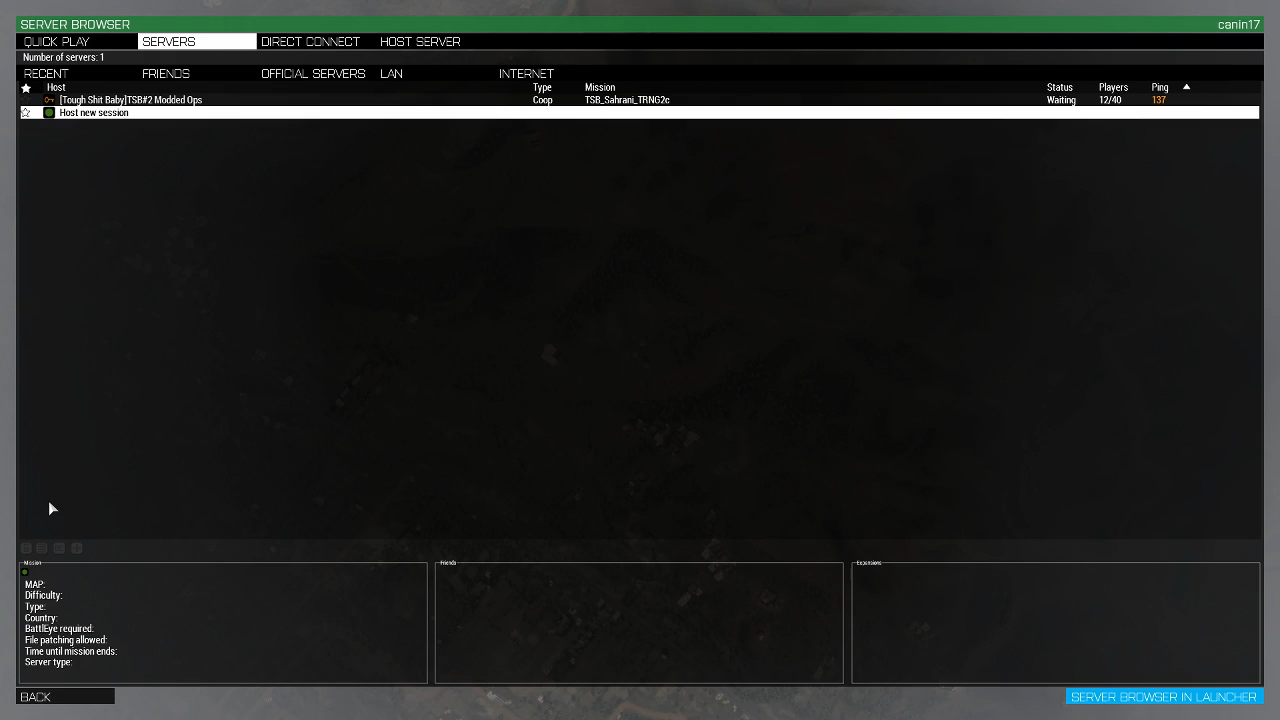 SERVER BROWSER canin17
QUICK PLAY SERVERS DIRECT CONNECT HOST SERVER
Number of servers: 1
RECENT FRIENDS OFFICIAL SERVERS LAN INTERNET
Host Type Mission Status Players Ping
[Tough Shit Baby]TSB#2 Modded Ops Coop TSB_Sahrani_TRNG2c Waiting 12/40 137
Host new session
Mission Friends Expansions
MAP:
Difficulty:
Type:
Country:
BattlEye required:
File patching allowed:
Time until mission ends:
Server type:
BACK SERVER BROWSER IN LAUNCHER